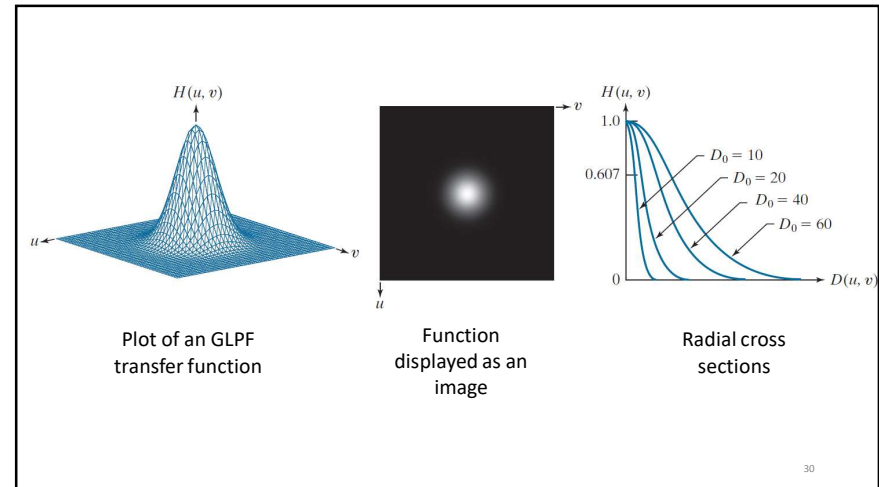 H(u, v)
u
v
Plot of an GLPF
transfer function
v
u
Function
displayed as an
image
H(u, v)
1.0
0.607
0
D₀ = 10
D₀ = 20
D₀ = 40
D₀ = 60
D(u, v)
Radial cross
sections
30